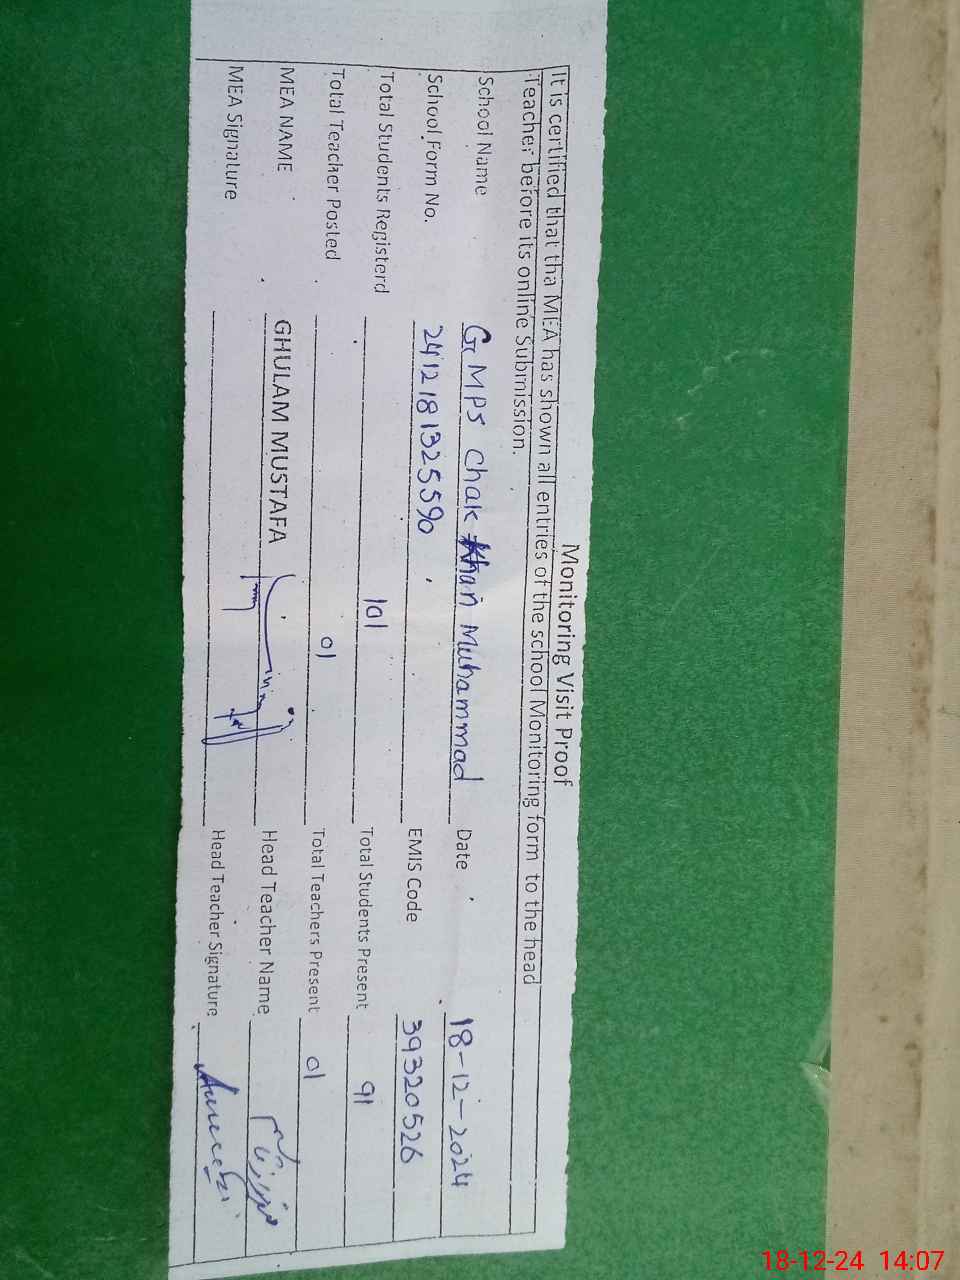 Monitoring Visit Proof
It is certified that tha MEA has shown all entries of the school Monitoring form to the head
Teacher before its online Submission.
School Name GMPS Chak Khan Muhammad Date 18-12-2024
School Form No. 2412181325590 EMIS Code 39320526
Total Students Registerd 101 Total Students Present 91
Total Teacher Posted 01 Total Teachers Present 01
MEA NAME GHULAM MUSTAFA Head Teacher Name
MEA Signature Head Teacher Signature
18-12-24 14:07